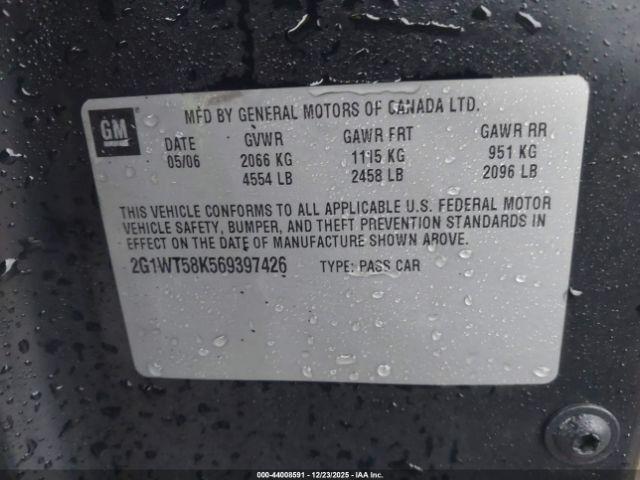 GM
MFD BY GENERAL MOTORS OF CANADA LTD.
DATE GVWR GAWR FRT GAWR RR
05/06 2066 KG 1115 KG 951 KG
4554 LB 2458 LB 2096 LB
THIS VEHICLE CONFORMS TO ALL APPLICABLE U.S. FEDERAL MOTOR
VEHICLE SAFETY, BUMPER, AND THEFT PREVENTION STANDARDS IN
EFFECT ON THE DATE OF MANUFACTURE SHOWN ABOVE.
2G1WT58K569397426 TYPE: PASS CAR
000-44008591 - 12/23/2025 - IAA Inc.